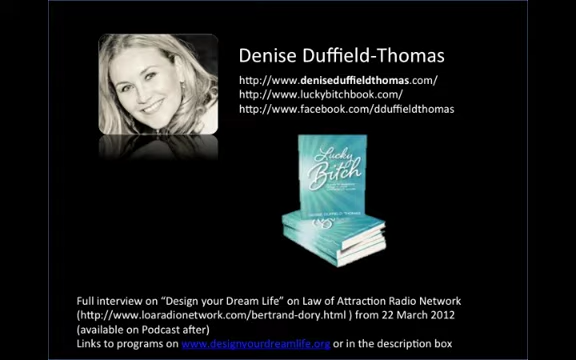 Denise Duffield-Thomas
http://www.deniseduffieldthomas.com/
http://www.luckybitchbook.com/
http://www.facebook.com/dduffieldthomas
Lucky
Bitch
Full interview on “Design your Dream Life” on Law of Attraction Radio Network
(http://www.loaradionetwork.com/bertrand-dory.html ) from 22 March 2012
(available on Podcast after)
Links to programs on www.designyourdreamlife.org or in the description box